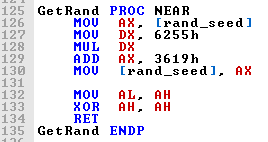 125 GetRand PROC NEAR
126 MOV AX, [rand_seed]
127 MOV DX, 6255h
128 MUL DX
129 ADD AX, 3619h
130 MOV [rand_seed], AX
131
132 MOV AL, AH
133 XOR AH, AH
134 RET
135 GetRand ENDP